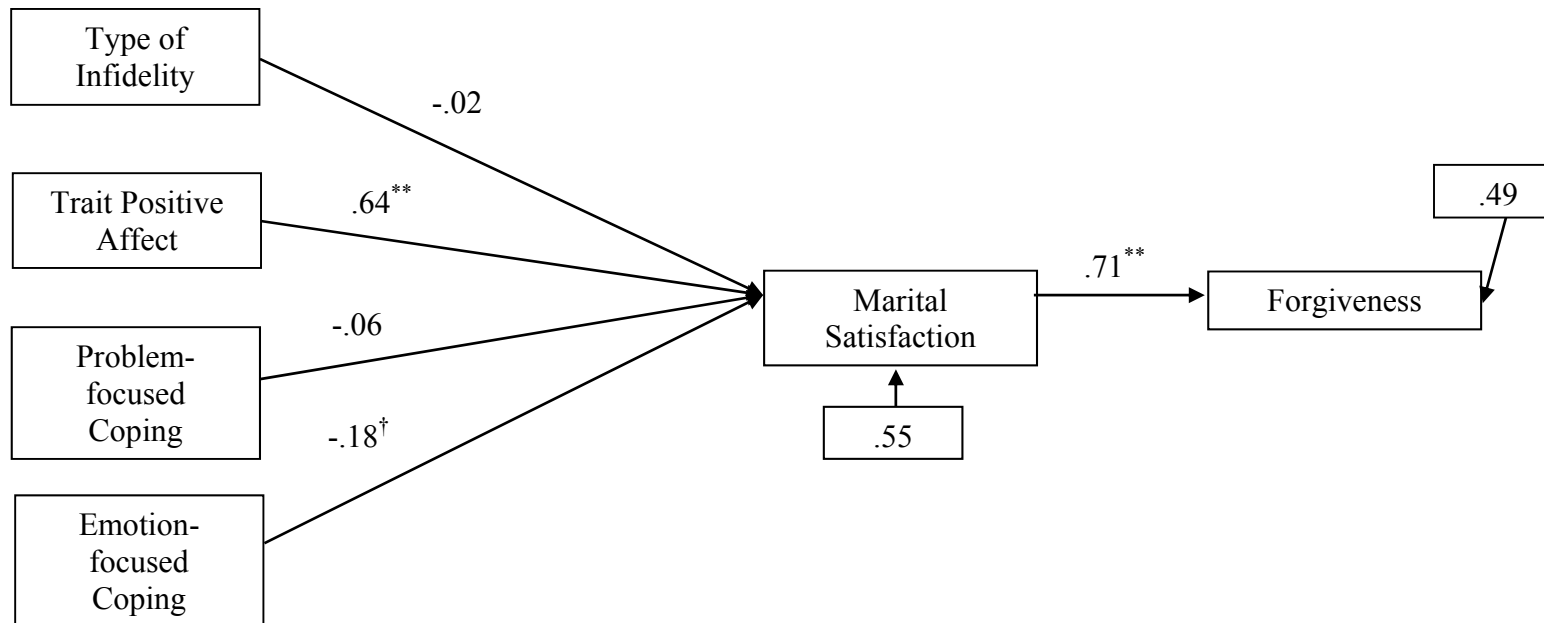 Type of
Infidelity
-.02
Trait Positive
Affect
.64**
Problem-
focused
Coping
-.06
Emotion-
focused
Coping
-.18†
Marital
Satisfaction
.55
.71**
Forgiveness
.49